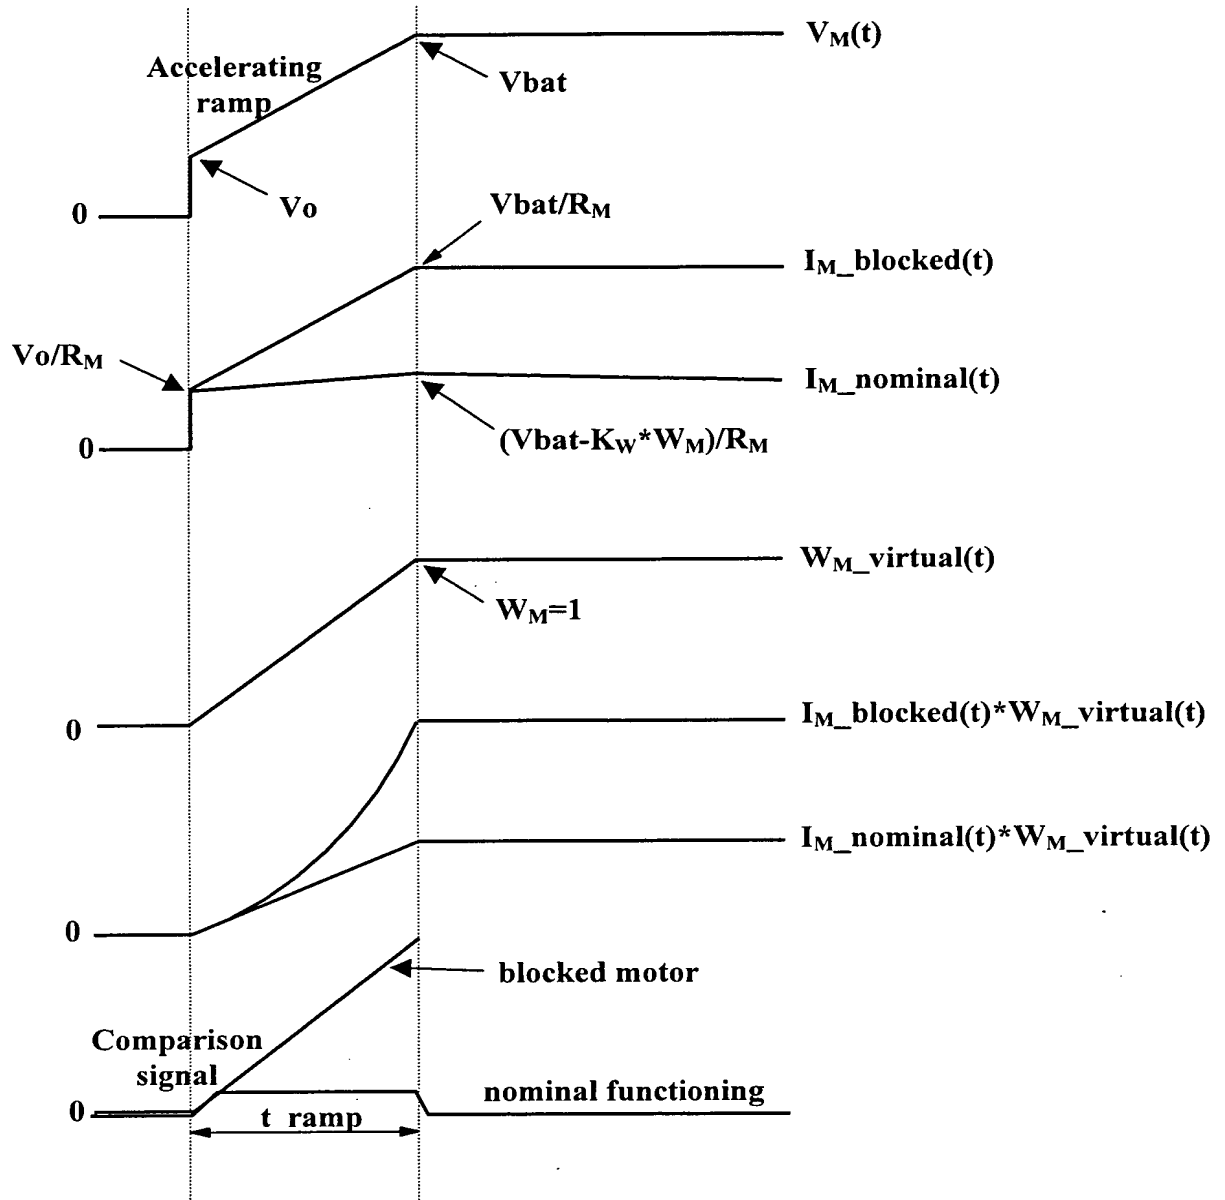 V_M(t)
Accelerating
ramp
Vbat
0
Vo
Vbat/R_M
I_M_blocked(t)
Vo/R_M
I_M_nominal(t)
0
(Vbat-K_W*W_M)/R_M
W_M_virtual(t)
W_M=1
0
I_M_blocked(t)*W_M_virtual(t)
I_M_nominal(t)*W_M_virtual(t)
0
blocked motor
Comparison
signal
nominal functioning
0
t ramp